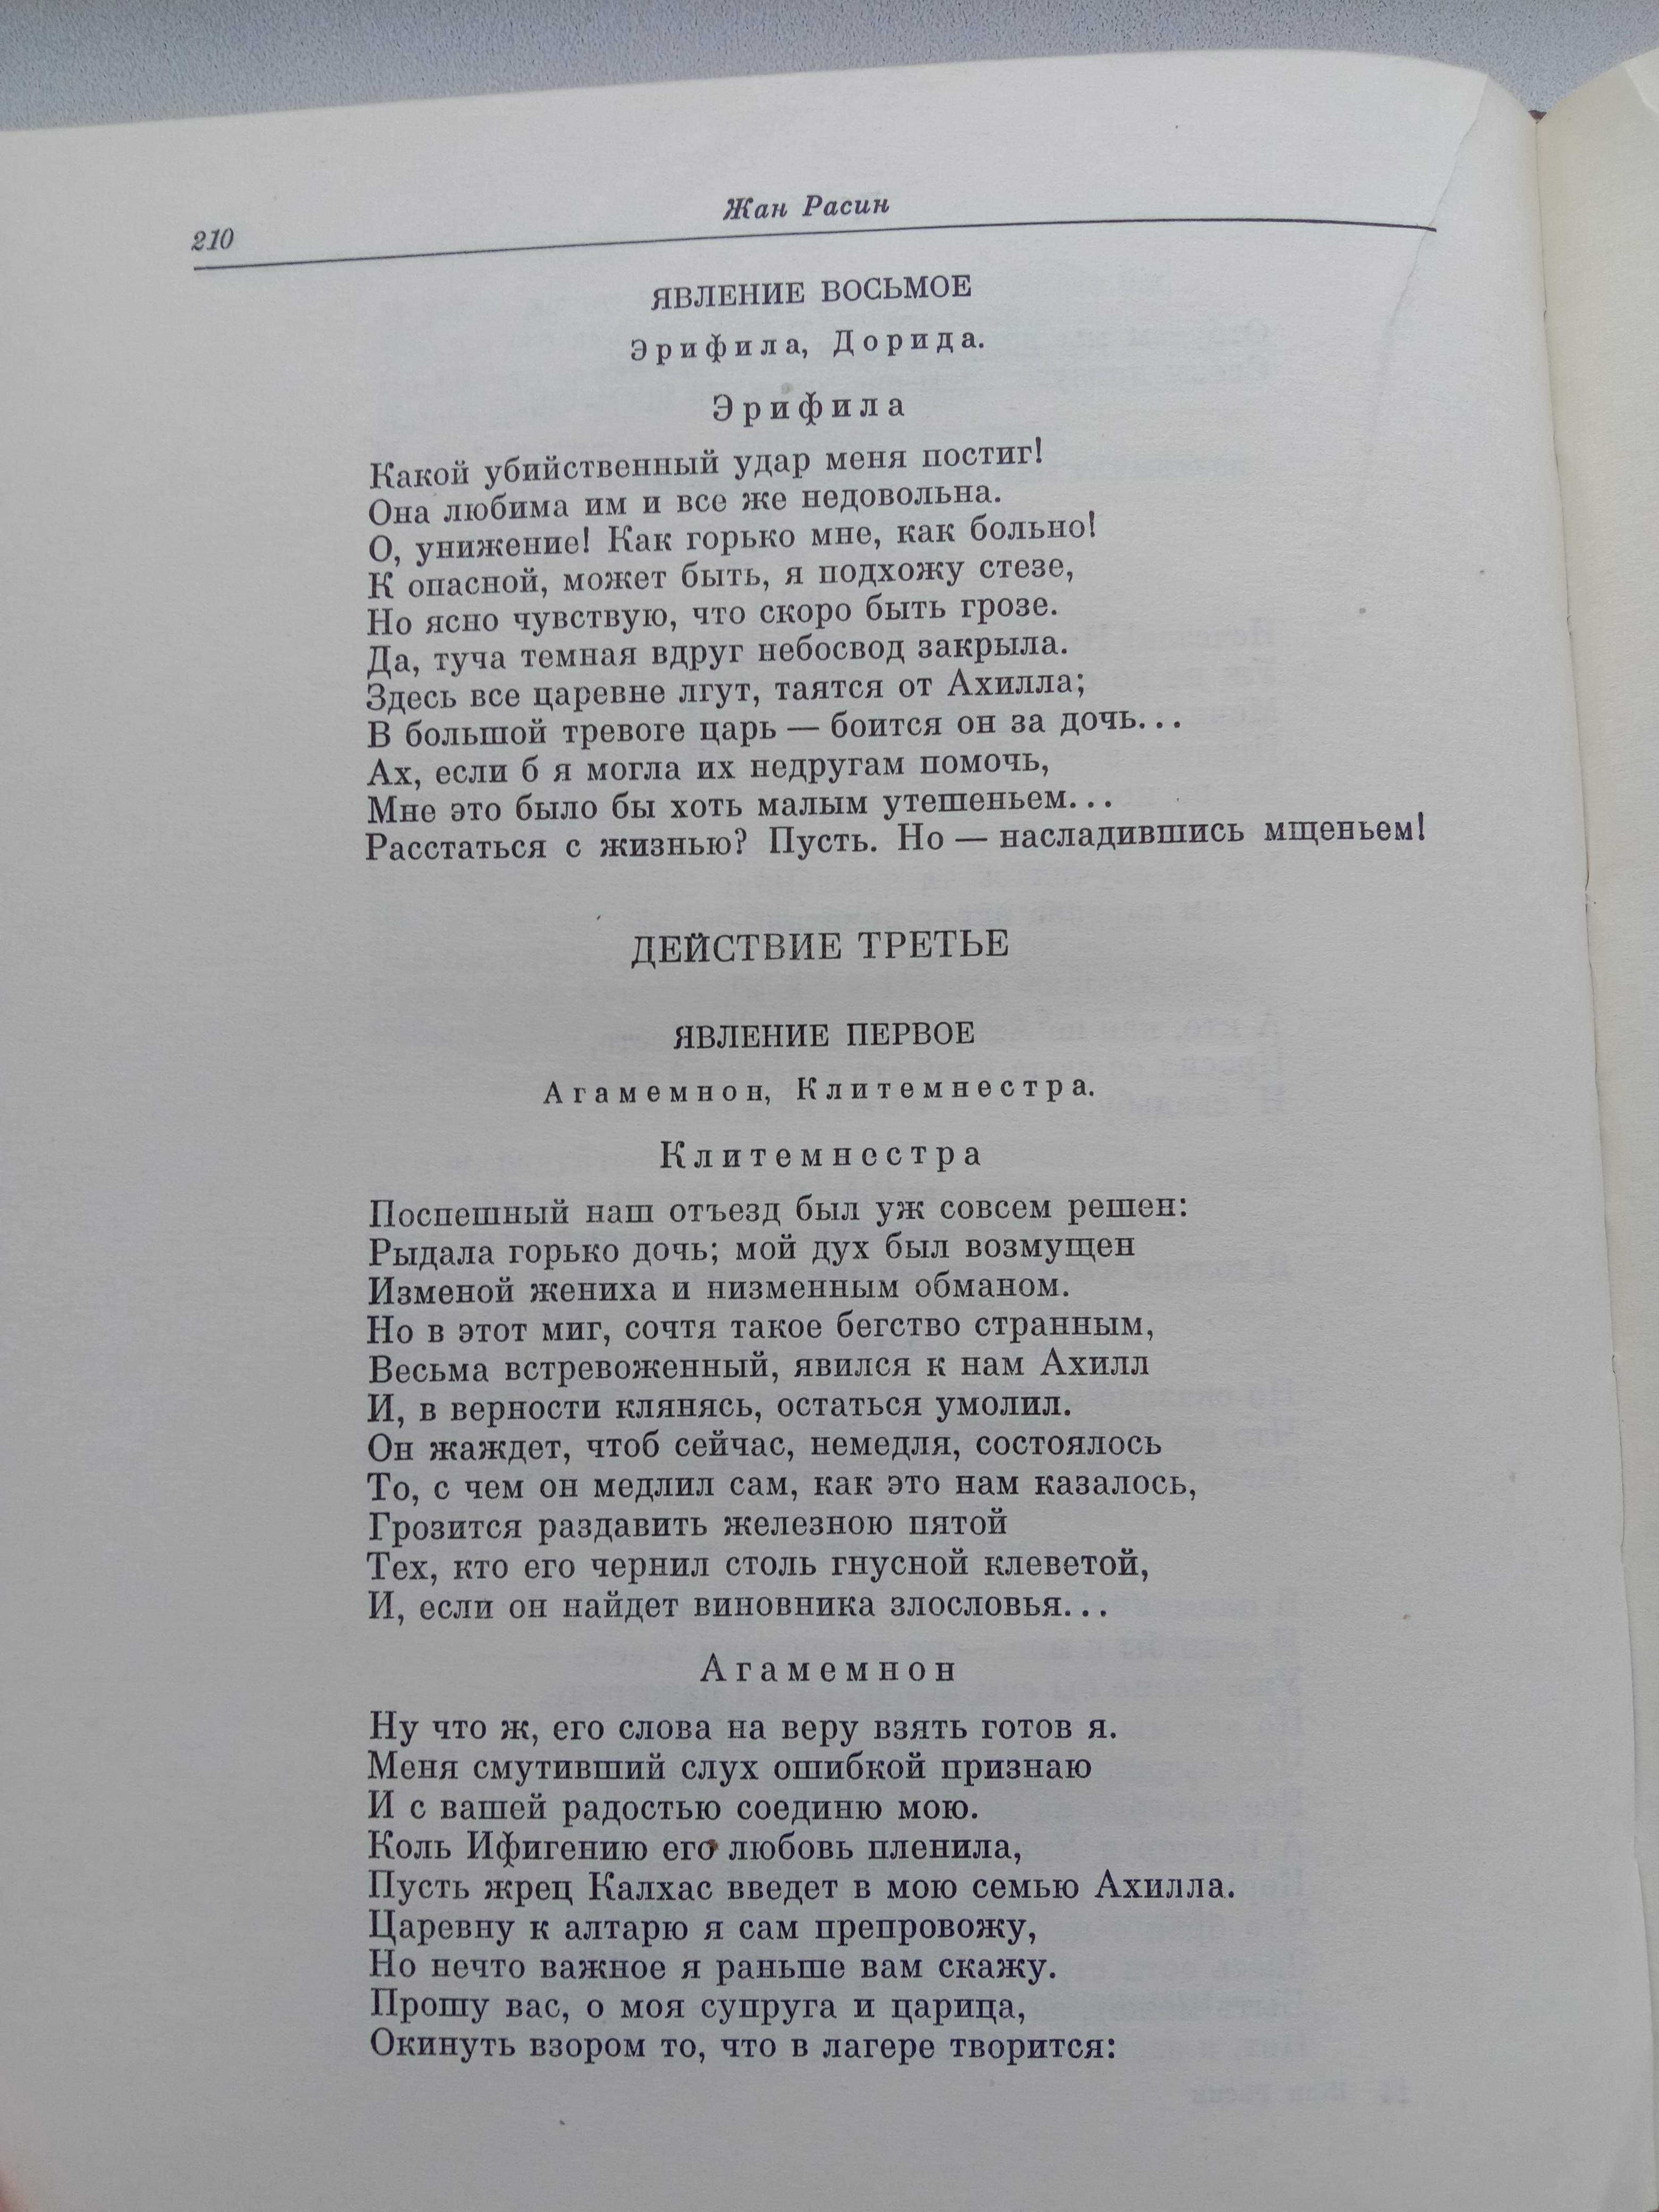 Жан Расин
210
ЯВЛЕНИЕ ВОСЬМОЕ
Эрифила, Дорида.
Эрифила
Какой убийственный удар меня постиг!
Она любима им и все же недовольна.
О, унижение! Как горько мне, как больно!
К опасной, может быть, я подхожу стезе,
Но ясно чувствую, что скоро быть грозе.
Да, туча темная вдруг небосвод закрыла.
Здесь все царевне лгут, таятся от Ахилла;
В большой тревоге царь — боится он за дочь...
Ах, если б я могла их недругам помочь,
Мне это было бы хоть малым утешеньем...
Расстаться с жизнью? Пусть. Но — насладившись мщеньем!
ДЕЙСТВИЕ ТРЕТЬЕ
ЯВЛЕНИЕ ПЕРВОЕ
Агамемнон, Клитемнестра.
Клитемнестра
Поспешный наш отъезд был уж совсем решен:
Рыдала горько дочь; мой дух был возмущен
Изменой жениха и низменным обманом.
Но в этот миг, сочтя такое бегство странным,
Весьма встревоженный, явился к нам Ахилл
И, в верности клянясь, остаться умолил.
Он жаждет, чтоб сейчас, немедля, состоялось
То, с чем он медлил сам, как это нам казалось,
Грозится раздавить железною пятой
Тех, кто его чернил столь гнусной клеветой,
И, если он найдет виновника злословья...
Агамемнон
Ну что ж, его слова на веру взять готов я.
Меня смутивший слух ошибкой признаю
И с вашей радостью соединю мою.
Коль Ифигению его любовь пленила,
Пусть жрец Калхас введет в мою семью Ахилла.
Царевну к алтарю я сам препровожу,
Но нечто важное я раньше вам скажу.
Прошу вас, о моя супруга и царица,
Окинуть взором то, что в лагере творится: